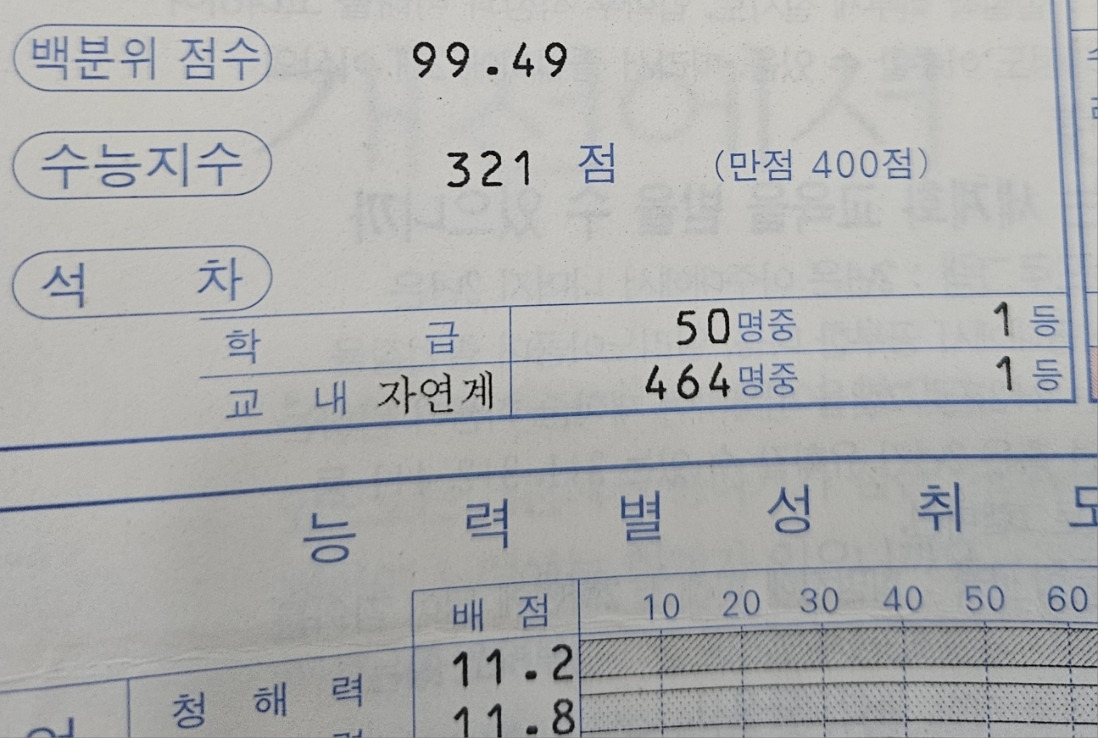 백분위 점수 99.49
수능지수 321 점 (만점 400점)
석 차
학 급 50명중 1 등
교 내 자연계 464명중 1 등
능 력 별 성 취 도
배 점 10 20 30 40 50 60
청 해 력 11.2
11.8